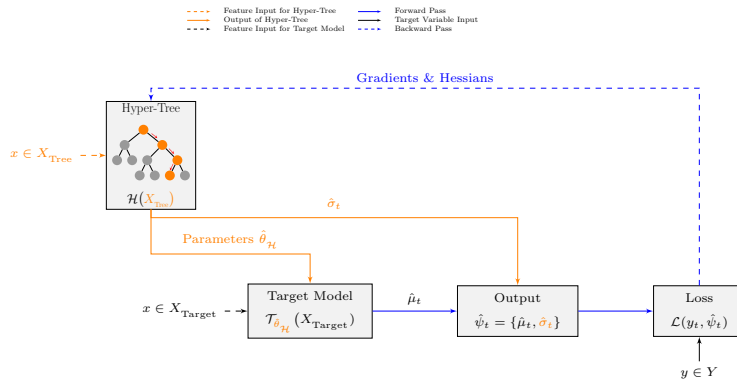 Feature Input for Hyper-Tree
Output of Hyper-Tree
Feature Input for Target Model
Forward Pass
Target Variable Input
Backward Pass
Gradients & Hessians
Hyper-Tree
x ∈ X_Tree
ℋ(X_Tree)
σ̂_t
Parameters θ̂_ℋ
x ∈ X_Target
Target Model
𝒯_θ̂_ℋ (X_Target)
μ̂_t
Output
ψ̂_t = {μ̂_t, σ̂_t}
Loss
ℒ(y_t, ψ̂_t)
y ∈ Y